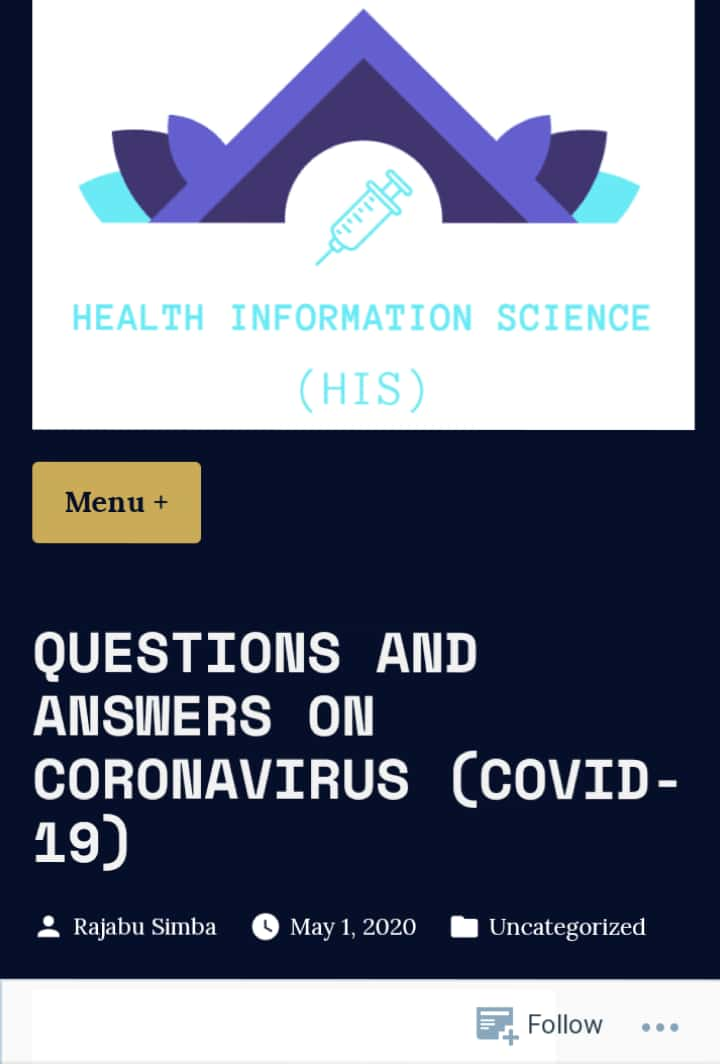 HEALTH INFORMATION SCIENCE
(HIS)
Menu +
QUESTIONS AND
ANSWERS ON
CORONAVIRUS (COVID-
19)
Rajabu Simba May 1, 2020 Uncategorized
Follow